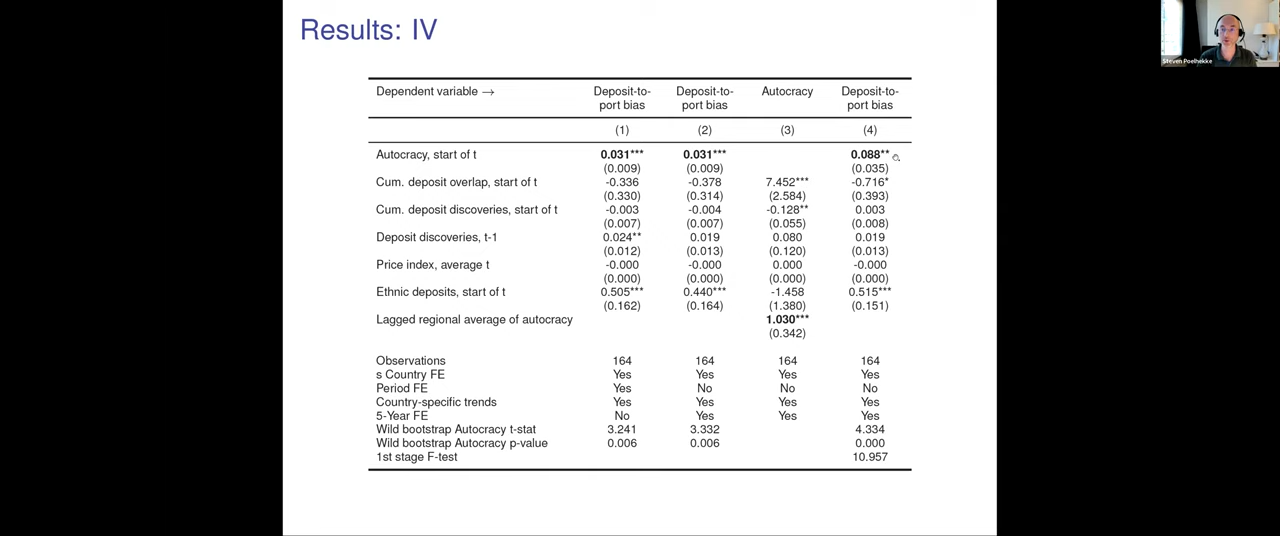 Results: IV
Steven Poelhekke
Dependent variable → Deposit-to- Deposit-to- Autocracy Deposit-to-
port bias port bias port bias
(1) (2) (3) (4)
Autocracy, start of t 0.031*** 0.031*** 0.088**
(0.009) (0.009) (0.035)
Cum. deposit overlap, start of t -0.336 -0.378 7.452*** -0.716*
(0.330) (0.314) (2.584) (0.393)
Cum. deposit discoveries, start of t -0.003 -0.004 -0.128** 0.003
(0.007) (0.007) (0.055) (0.008)
Deposit discoveries, t-1 0.024** 0.019 0.080 0.019
(0.012) (0.013) (0.120) (0.013)
Price index, average t -0.000 -0.000 0.000 -0.000
(0.000) (0.000) (0.000) (0.000)
Ethnic deposits, start of t 0.505*** 0.440*** -1.458 0.515***
(0.162) (0.164) (1.380) (0.151)
Lagged regional average of autocracy 1.030***
(0.342)
Observations 164 164 164 164
s Country FE Yes Yes Yes Yes
Period FE Yes No No No
Country-specific trends Yes Yes Yes Yes
5-Year FE No Yes Yes Yes
Wild bootstrap Autocracy t-stat 3.241 3.332 4.334
Wild bootstrap Autocracy p-value 0.006 0.006 0.000
1st stage F-test 10.957